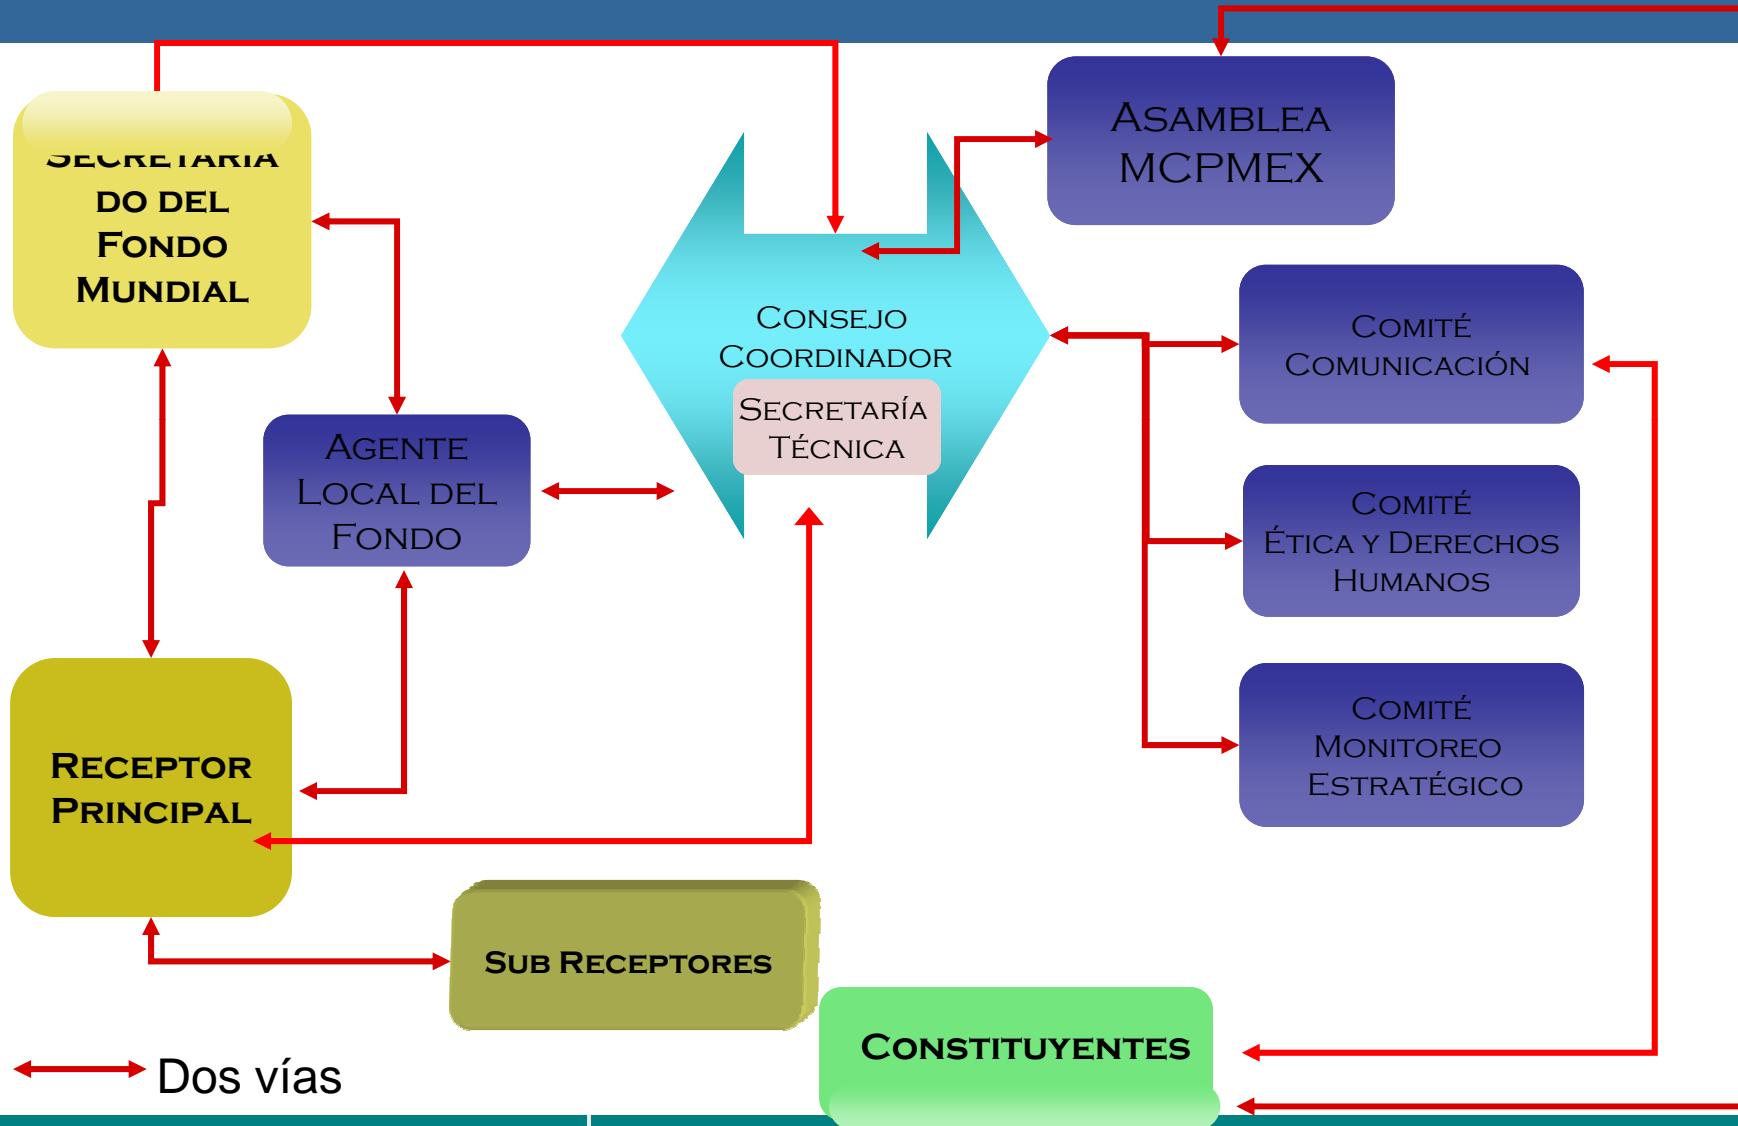 SECRETARIA
DO DEL
FONDO
MUNDIAL
ASAMBLEA
MCPMEX
CONSEJO
COORDINADOR
SECRETARÍA
TÉCNICA
COMITÉ
COMUNICACIÓN
AGENTE
LOCAL DEL
FONDO
COMITÉ
ÉTICA Y DERECHOS
HUMANOS
COMITÉ
MONITOREO
ESTRATÉGICO
RECEPTOR
PRINCIPAL
SUB RECEPTORES
CONSTITUYENTES
Dos vías